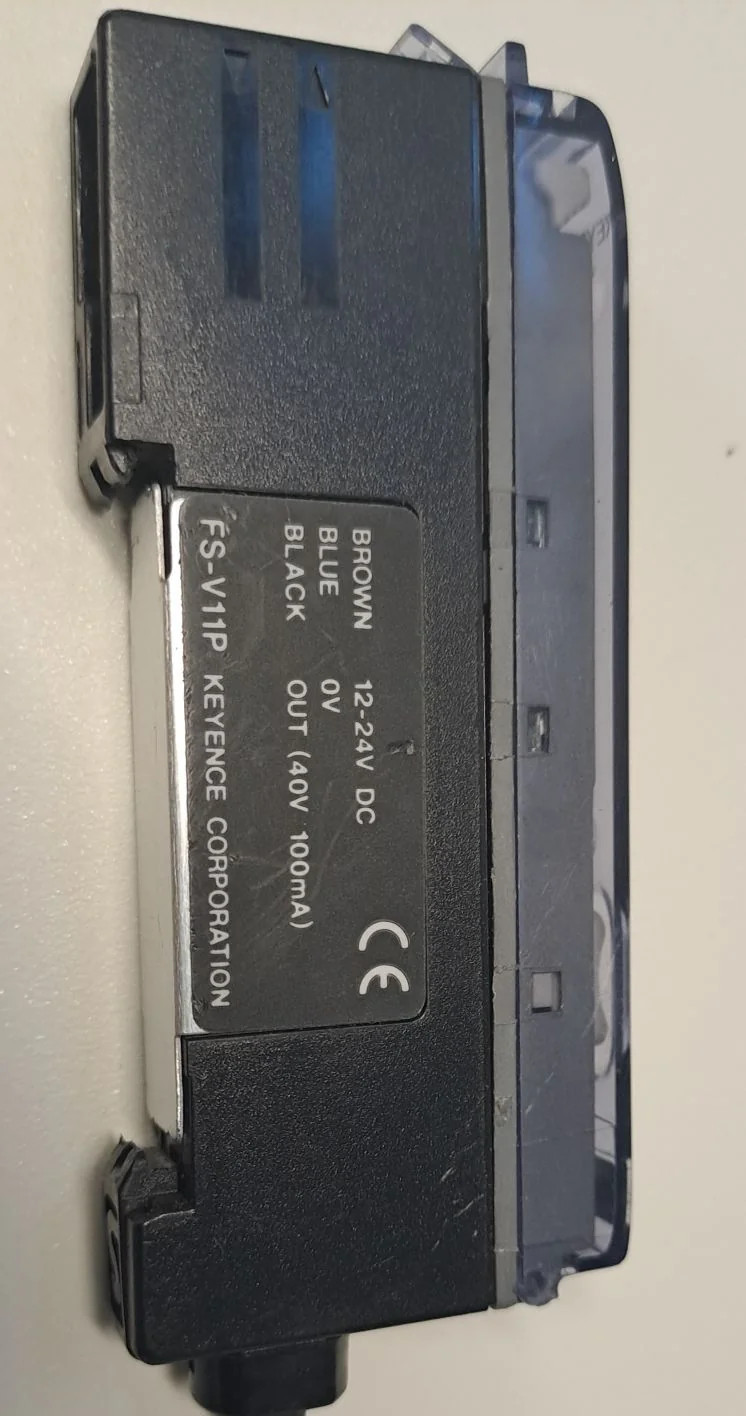 BROWN 12-24V DC
BLUE 0V
BLACK OUT (40V 100mA)
CE
FS-V11P KEYENCE CORPORATION